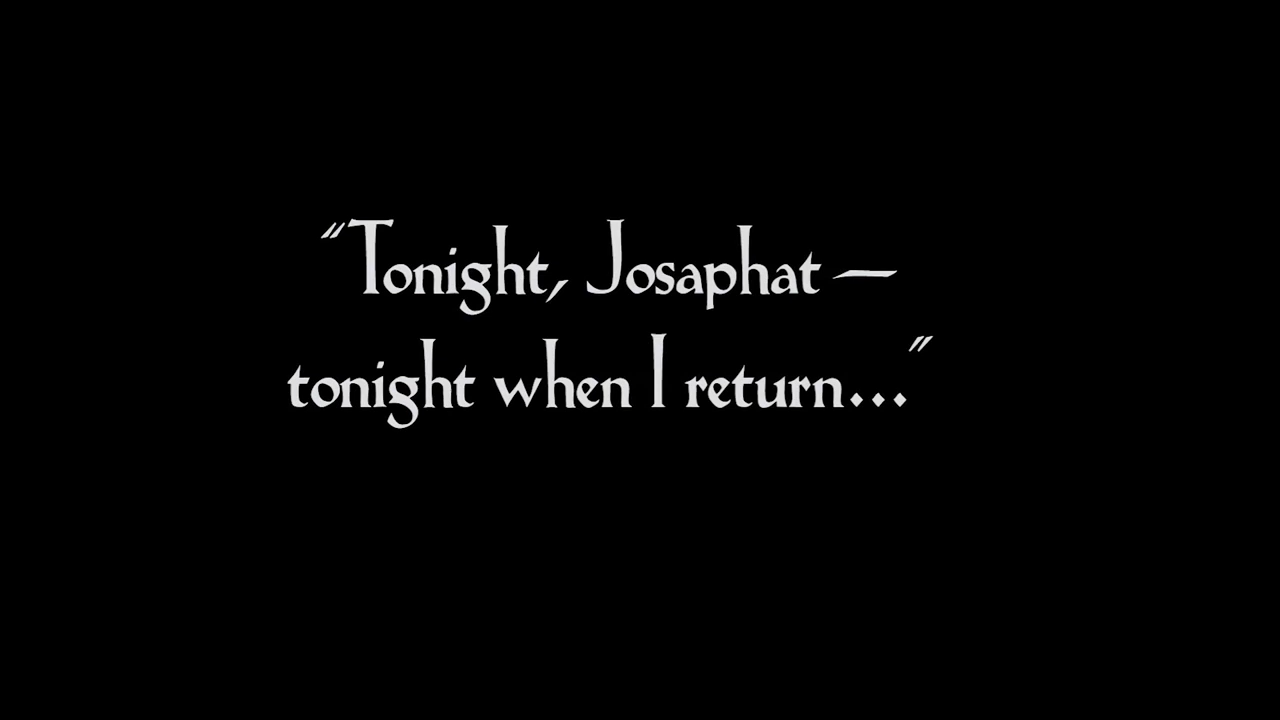 "Tonight, Josaphat —
tonight when I return..."